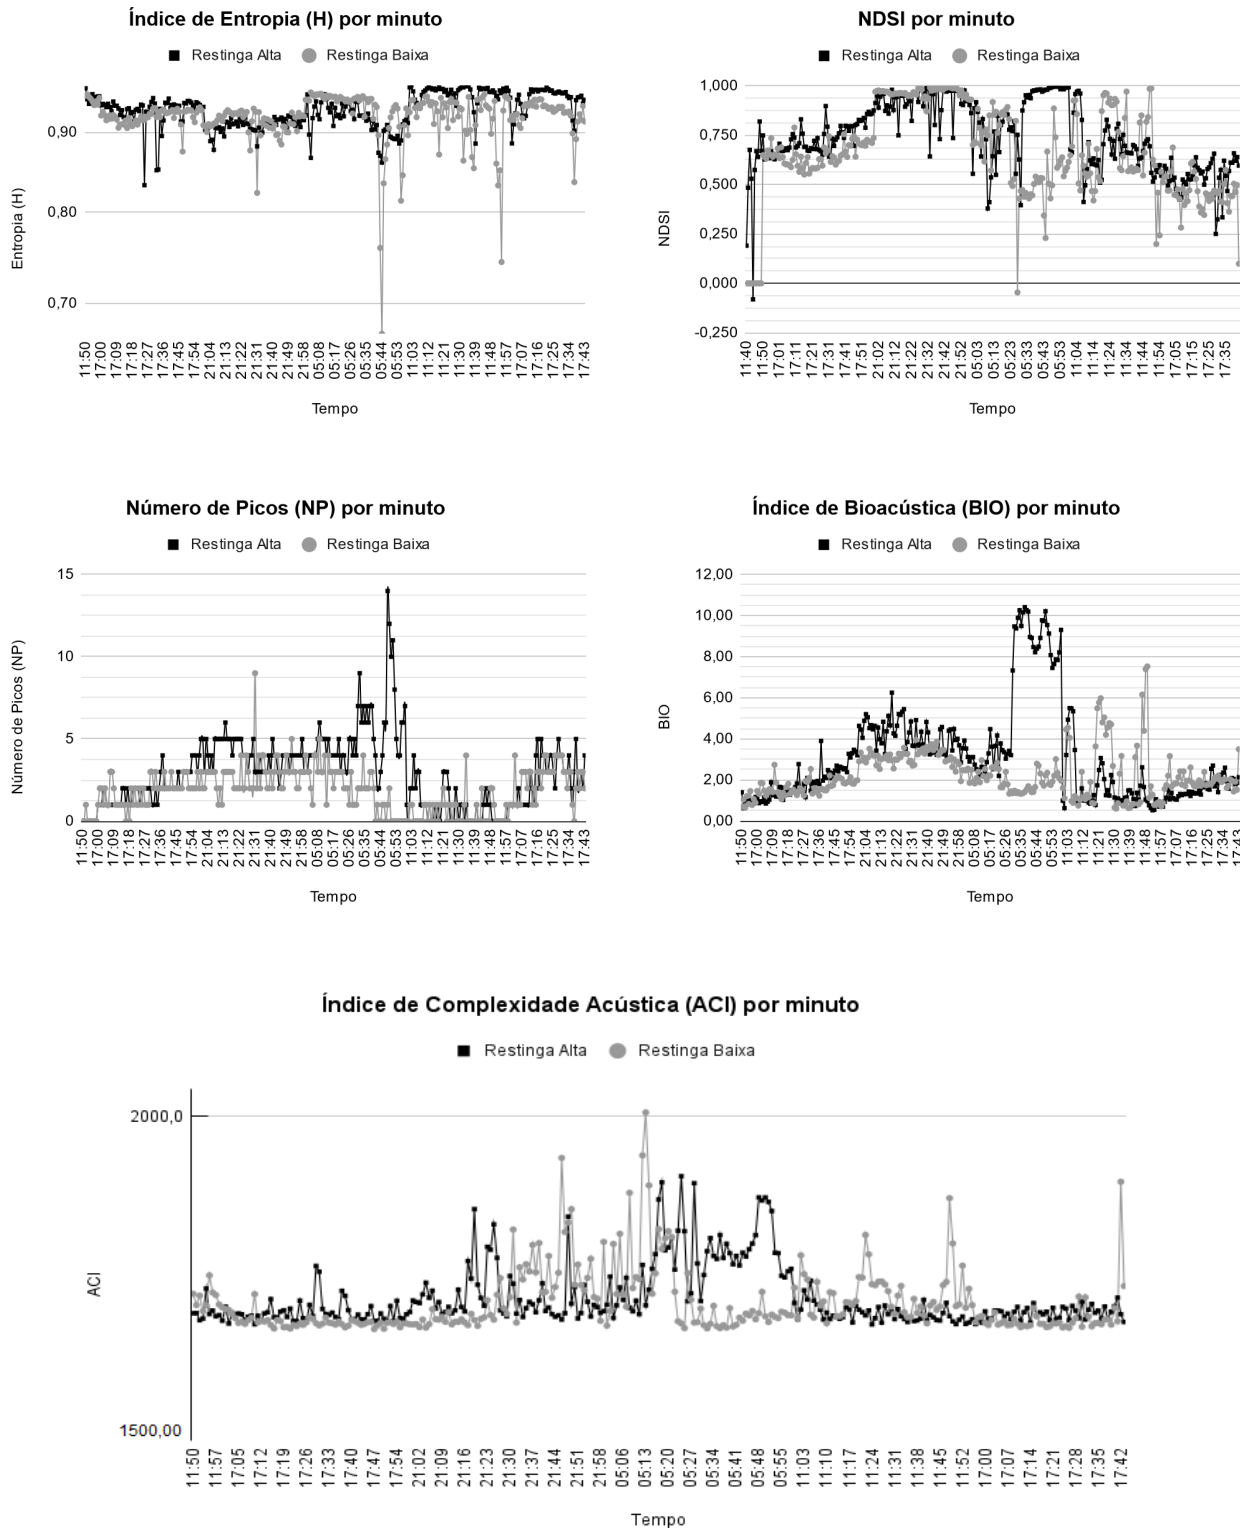 Índice de Entropia (H) por minuto
Restinga Alta Restinga Baixa
0,90
0,80
0,70
Entropia (H)
11:50 17:00 17:09 17:18 17:27 17:36 17:45 17:54 21:04 21:13 21:22 21:31 21:40 21:49 21:58 05:08 05:17 05:26 05:35 05:44 05:53 11:03 11:12 11:21 11:30 11:39 11:48 11:57 17:07 17:16 17:25 17:34 17:43
Tempo
NDSI por minuto
Restinga Alta Restinga Baixa
1,000
0,750
0,500
0,250
0,000
-0,250
NDSI
11:40 11:50 17:01 17:11 17:21 17:31 17:41 17:51 21:02 21:12 21:22 21:32 21:42 21:52 05:03 05:13 05:23 05:33 05:43 05:53 11:04 11:14 11:24 11:34 11:44 11:54 17:05 17:15 17:25 17:35
Tempo
Número de Picos (NP) por minuto
Restinga Alta Restinga Baixa
15
10
5
0
Número de Picos (NP)
11:50 17:00 17:09 17:18 17:27 17:36 17:45 17:54 21:04 21:13 21:22 21:31 21:40 21:49 21:58 05:08 05:17 05:26 05:35 05:44 05:53 11:03 11:12 11:21 11:30 11:39 11:48 11:57 17:07 17:16 17:25 17:34 17:43
Tempo
Índice de Bioacústica (BIO) por minuto
Restinga Alta Restinga Baixa
12,00
10,00
8,00
6,00
4,00
2,00
0,00
BIO
11:50 17:00 17:09 17:18 17:27 17:36 17:45 17:54 21:04 21:13 21:22 21:31 21:40 21:49 21:58 05:08 05:17 05:26 05:35 05:44 05:53 11:03 11:12 11:21 11:30 11:39 11:48 11:57 17:07 17:16 17:25 17:34 17:43
Tempo
Índice de Complexidade Acústica (ACI) por minuto
Restinga Alta Restinga Baixa
2000,0
1500,00
ACI
11:50 11:57 17:05 17:12 17:19 17:26 17:33 17:40 17:47 17:54 21:02 21:09 21:16 21:23 21:30 21:37 21:44 21:51 21:58 05:06 05:13 05:20 05:27 05:34 05:41 05:48 05:55 11:03 11:10 11:17 11:24 11:31 11:38 11:45 11:52 17:00 17:07 17:14 17:21 17:28 17:35 17:42
Tempo